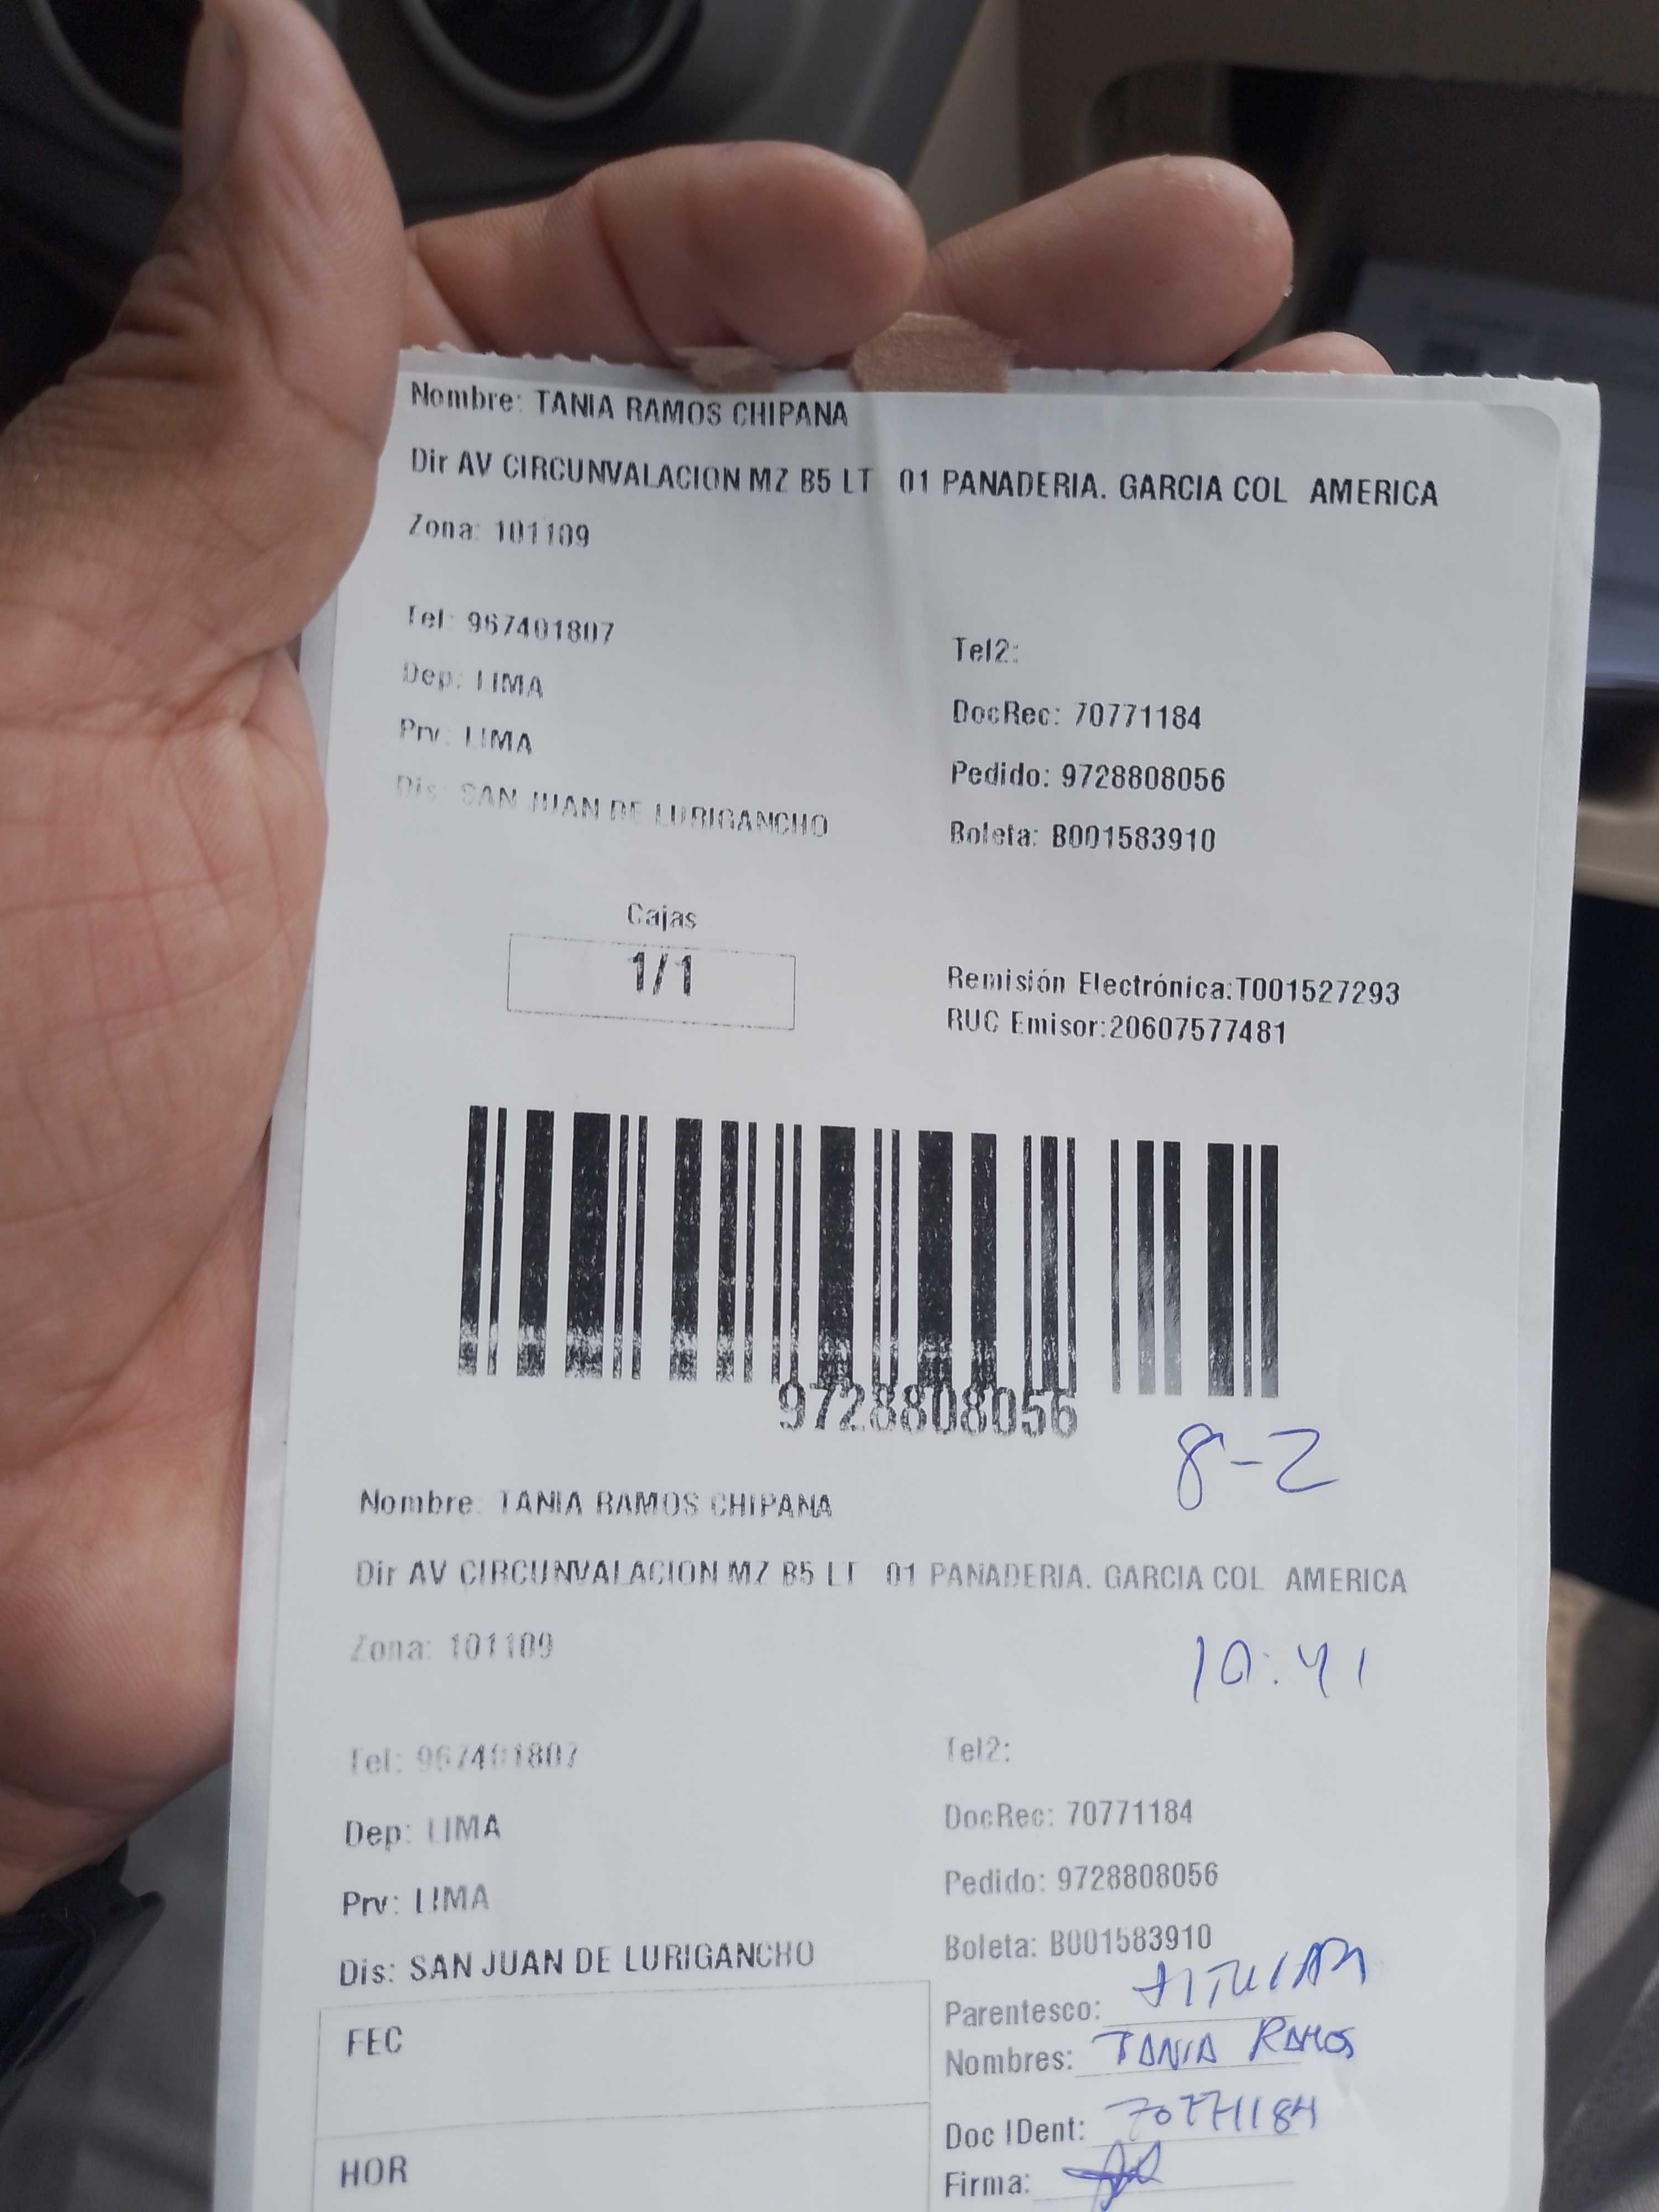 Nombre: TANIA RAMOS CHIPANA
Dir AV CIRCUNVALACION MZ B5 LT 01 PANADERIA. GARCIA COL AMERICA
Zona: 101109
Tel: 967401807
Tel2:
Dep: LIMA
DocRec: 70771184
Prv: LIMA
Pedido: 9728808056
Dis: SAN JUAN DE LURIGANCHO
Boleta: B001583910
Cajas
1/1
Remisión Electrónica:T001527293
RUC Emisor:20607577481
9728808056
8-2
Nombre: TANIA RAMOS CHIPANA
Dir AV CIRCUNVALACION MZ B5 LT 01 PANADERIA. GARCIA COL AMERICA
Zona: 101109
10:41
Tel: 967401807
Tel2:
Dep: LIMA
DocRec: 70771184
Prv: LIMA
Pedido: 9728808056
Dis: SAN JUAN DE LURIGANCHO
Boleta: B001583910
Parentesco: TITULAR
FEC
Nombres: TANIA RAMOS
Doc IDent: 70771184
HOR
Firma: